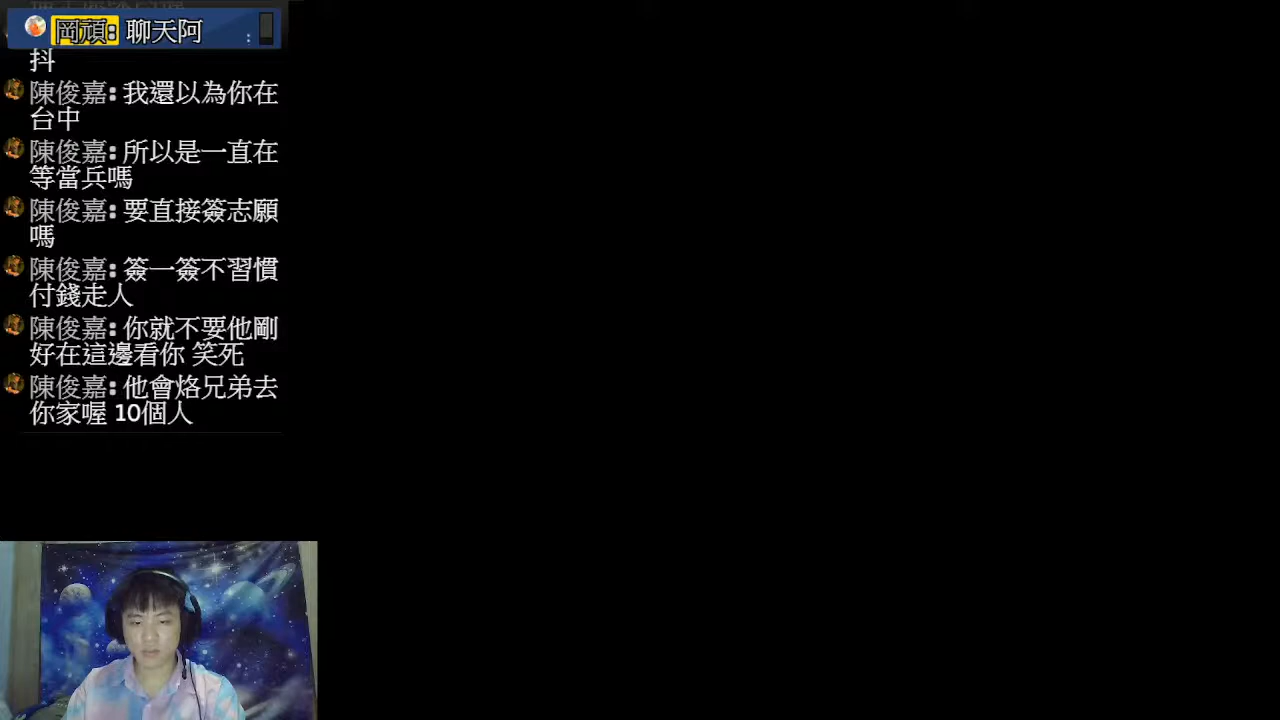 岡頑: 聊天阿
抖
陳俊嘉: 我還以為你在
台中
陳俊嘉: 所以是一直在
等當兵嗎
陳俊嘉: 要直接簽志願
嗎
陳俊嘉: 簽一簽不習慣
付錢走人
陳俊嘉: 你就不要他剛
好在這邊看你 笑死
陳俊嘉: 他會烙兄弟去
你家喔 10個人